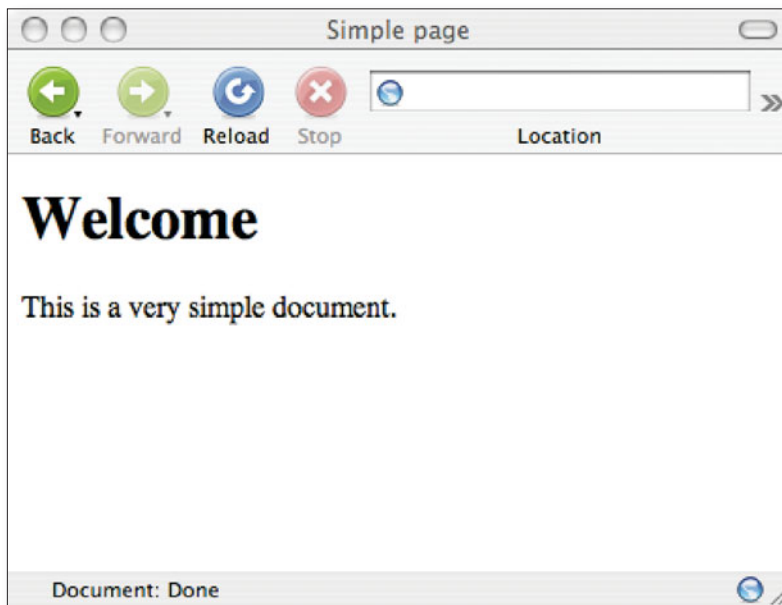 Simple page
Back Forward Reload Stop Location
Welcome
This is a very simple document.
Document: Done